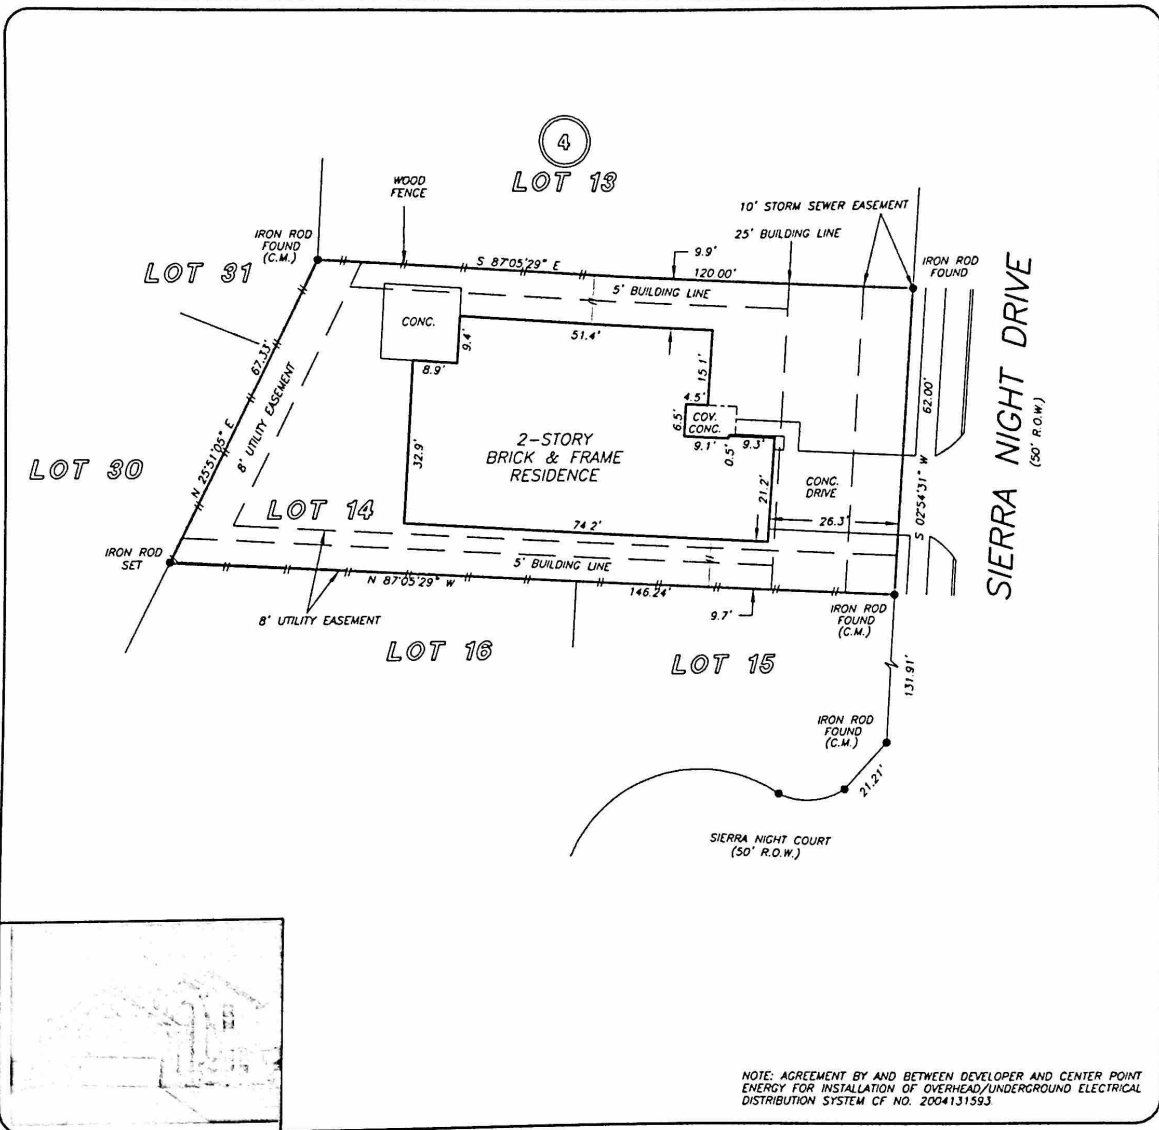 4
LOT 13
WOOD
FENCE
10' STORM SEWER EASEMENT
25' BUILDING LINE
IRON ROD
FOUND
(C.M.)
S 87°05'29" E
9.9'
120.00'
IRON ROD
FOUND
LOT 31
5' BUILDING LINE
CONC.
9.4'
51.4'
8.9'
15.1'
67.33'
8' UTILITY EASEMENT
N 25°51'05" E
4.5'
6.5'
COV.
CONC.
9.1'
0.5'
9.3'
62.00'
SIERRA NIGHT DRIVE
(50' R.O.W.)
2-STORY
BRICK & FRAME
RESIDENCE
32.9'
LOT 30
21.2'
CONC.
DRIVE
S 02°54'31" W
LOT 14
74.2'
26.3'
IRON ROD
SET
5' BUILDING LINE
N 87°05'29" W
146.24'
8' UTILITY EASEMENT
9.7'
IRON ROD
FOUND
(C.M.)
LOT 16
LOT 15
131.91'
IRON ROD
FOUND
(C.M.)
21.21'
SIERRA NIGHT COURT
(50' R.O.W.)
NOTE: AGREEMENT BY AND BETWEEN DEVELOPER AND CENTER POINT
ENERGY FOR INSTALLATION OF OVERHEAD/UNDERGROUND ELECTRICAL
DISTRIBUTION SYSTEM CF NO. 2004131593.